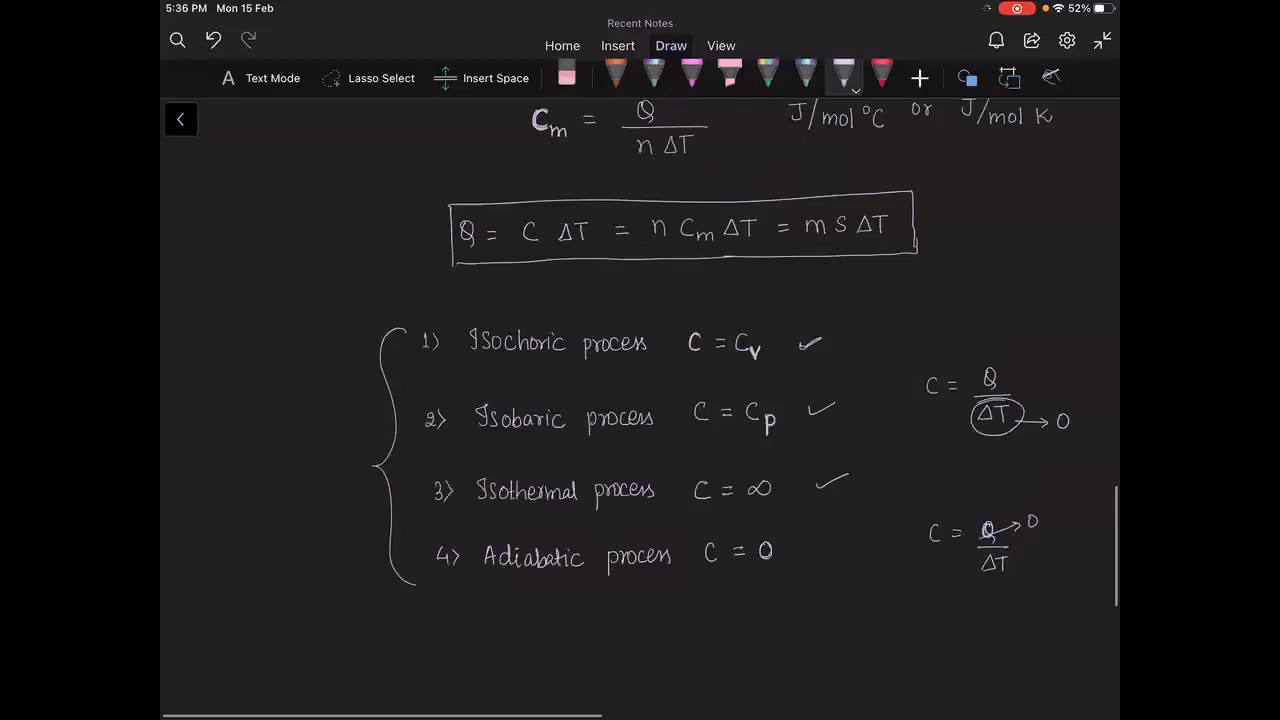 5:36 PM Mon 15 Feb
52%
Recent Notes
Home Insert Draw View
Text Mode Lasso Select Insert Space
Cm = Q / n ΔT J/mol °C or J/mol K
Q = C ΔT = n Cm ΔT = m S ΔT
1) Isochoric process C = Cv ✓
2) Isobaric process C = Cp ✓
C = Q / ΔT → 0
3) Isothermal process C = ∞ ✓
4) Adiabatic process C = 0
C = Q → 0 / ΔT